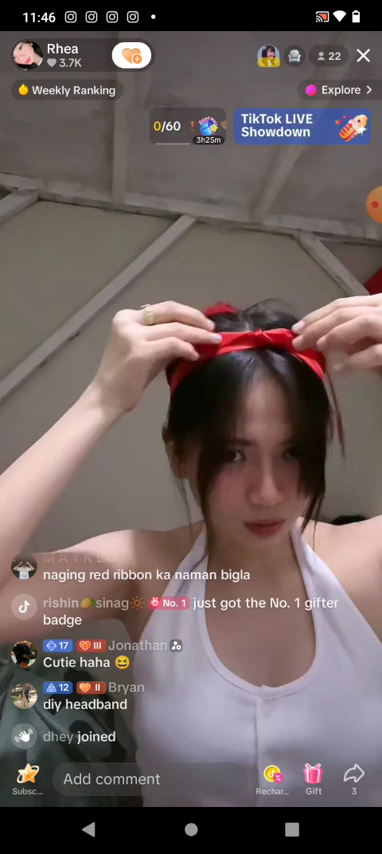 11:46
Rhea
3.7K
22
Weekly Ranking
Explore >
0/60
3h25m
TikTok LIVE
Showdown
naging red ribbon ka naman bigla
rishin🥭 sinag🔆 No. 1 just got the No. 1 gifter
badge
17 III Jonathan
Cutie haha 😆
12 II Bryan
diy headband
dhey joined
Subsc...
Add comment
Rechar...
Gift
3